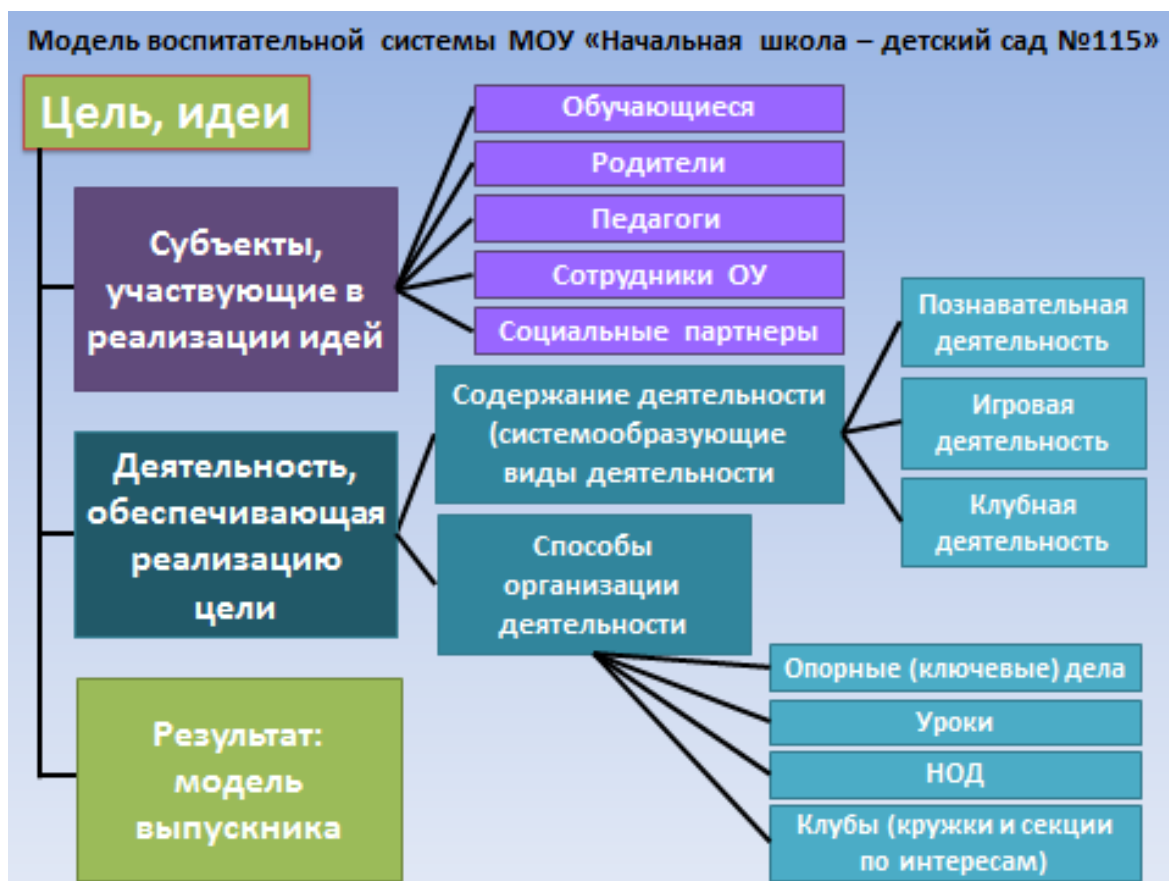 Модель воспитательной системы МОУ «Начальная школа – детский сад №115»
Цель, идеи
Субъекты,
участвующие в
реализации идей
Обучающиеся
Родители
Педагоги
Сотрудники ОУ
Социальные партнеры
Деятельность,
обеспечивающая
реализацию
цели
Содержание деятельности
(системообразующие
виды деятельности
Познавательная
деятельность
Игровая
деятельность
Клубная
деятельность
Способы
организации
деятельности
Опорные (ключевые) дела
Уроки
НОД
Клубы (кружки и секции
по интересам)
Результат:
модель
выпускника